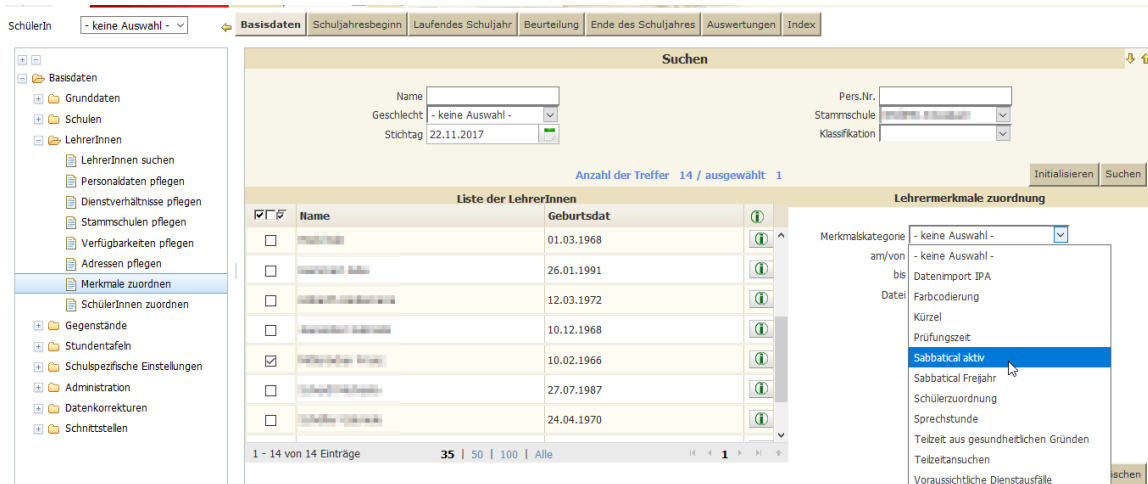 SchülerIn - keine Auswahl - Basisdaten Schuljahresbeginn Laufendes Schuljahr Beurteilung Ende des Schuljahres Auswertungen Index
Basisdaten
Grunddaten
Schulen
LehrerInnen
LehrerInnen suchen
Personaldaten pflegen
Dienstverhältnisse pflegen
Stammschulen pflegen
Verfügbarkeiten pflegen
Adressen pflegen
Merkmale zuordnen
SchülerInnen zuordnen
Gegenstände
Stundentafeln
Schulspezifische Einstellungen
Administration
Datenkorrekturen
Schnittstellen
Suchen
Name Pers.Nr.
Geschlecht - keine Auswahl - Stammschule
Stichtag 22.11.2017 Klassifikation
Anzahl der Treffer 14 / ausgewählt 1 Initialisieren Suchen
Liste der LehrerInnen
Name Geburtsdat
01.03.1968
26.01.1991
12.03.1972
10.12.1968
10.02.1966
27.07.1987
24.04.1970
1 - 14 von 14 Einträge 35 | 50 | 100 | Alle 1
Lehrermerkmale zuordnung
Merkmalskategorie - keine Auswahl -
am/von - keine Auswahl -
bis Datenimport IPA
Datei Farbcodierung
Kürzel
Prüfungszeit
Sabbatical aktiv
Sabbatical Freijahr
Schülerzuordnung
Sprechstunde
Teilzeit aus gesundheitlichen Gründen
Teilzeitansuchen
Voraussichtliche Dienstausfälle